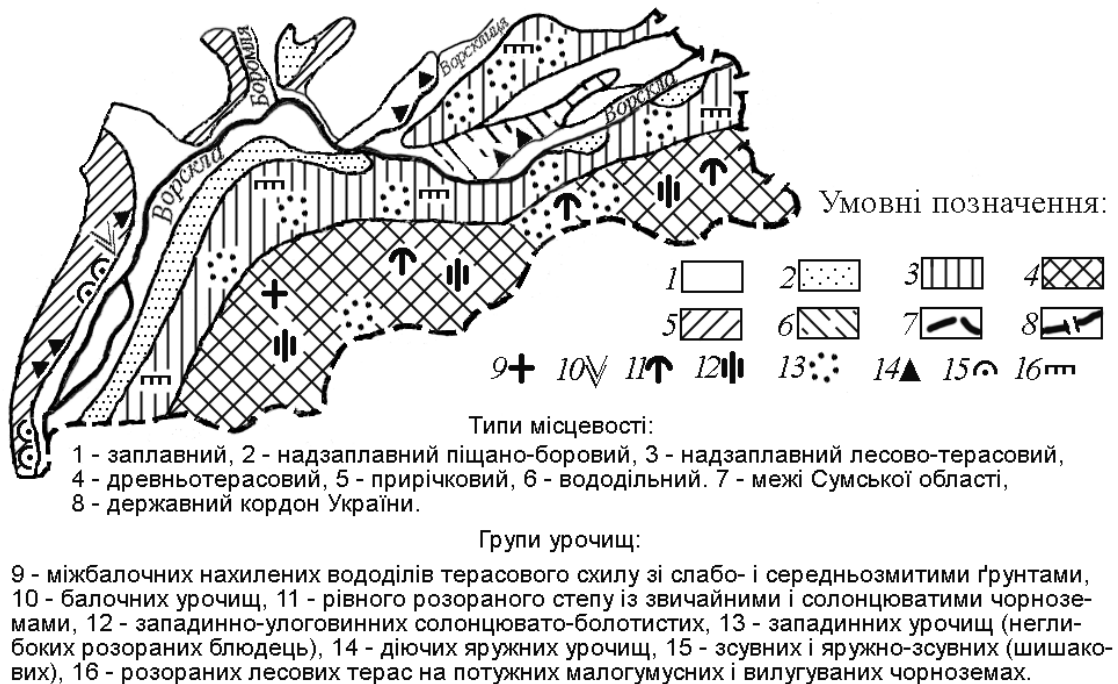 Боромля
Ворсклиця
Ворскла
Ворскла
Умовні позначення:
1 2 3 4
5 6 7 8
9 10 11 12 13 14 15 16
Типи місцевості:
1 - заплавний, 2 - надзаплавний піщано-боровий, 3 - надзаплавний лесово-терасовий,
4 - древньотерасовий, 5 - прирічковий, 6 - вододільний. 7 - межі Сумської області,
8 - державний кордон України.
Групи урочищ:
9 - міжбалочних нахилених вододілів терасового схилу зі слабо- і середньозмитими ґрунтами,
10 - балочних урочищ, 11 - рівного розораного степу із звичайними і солонцюватими чорнозе-
мами, 12 - западинно-улоговинних солонцювато-болотистих, 13 - западинних урочищ (негли-
боких розораних блюдець), 14 - діючих яружних урочищ, 15 - зсувних і яружно-зсувних (шишако-
вих), 16 - розораних лесових терас на потужних малогумусних і вилугуваних чорноземах.